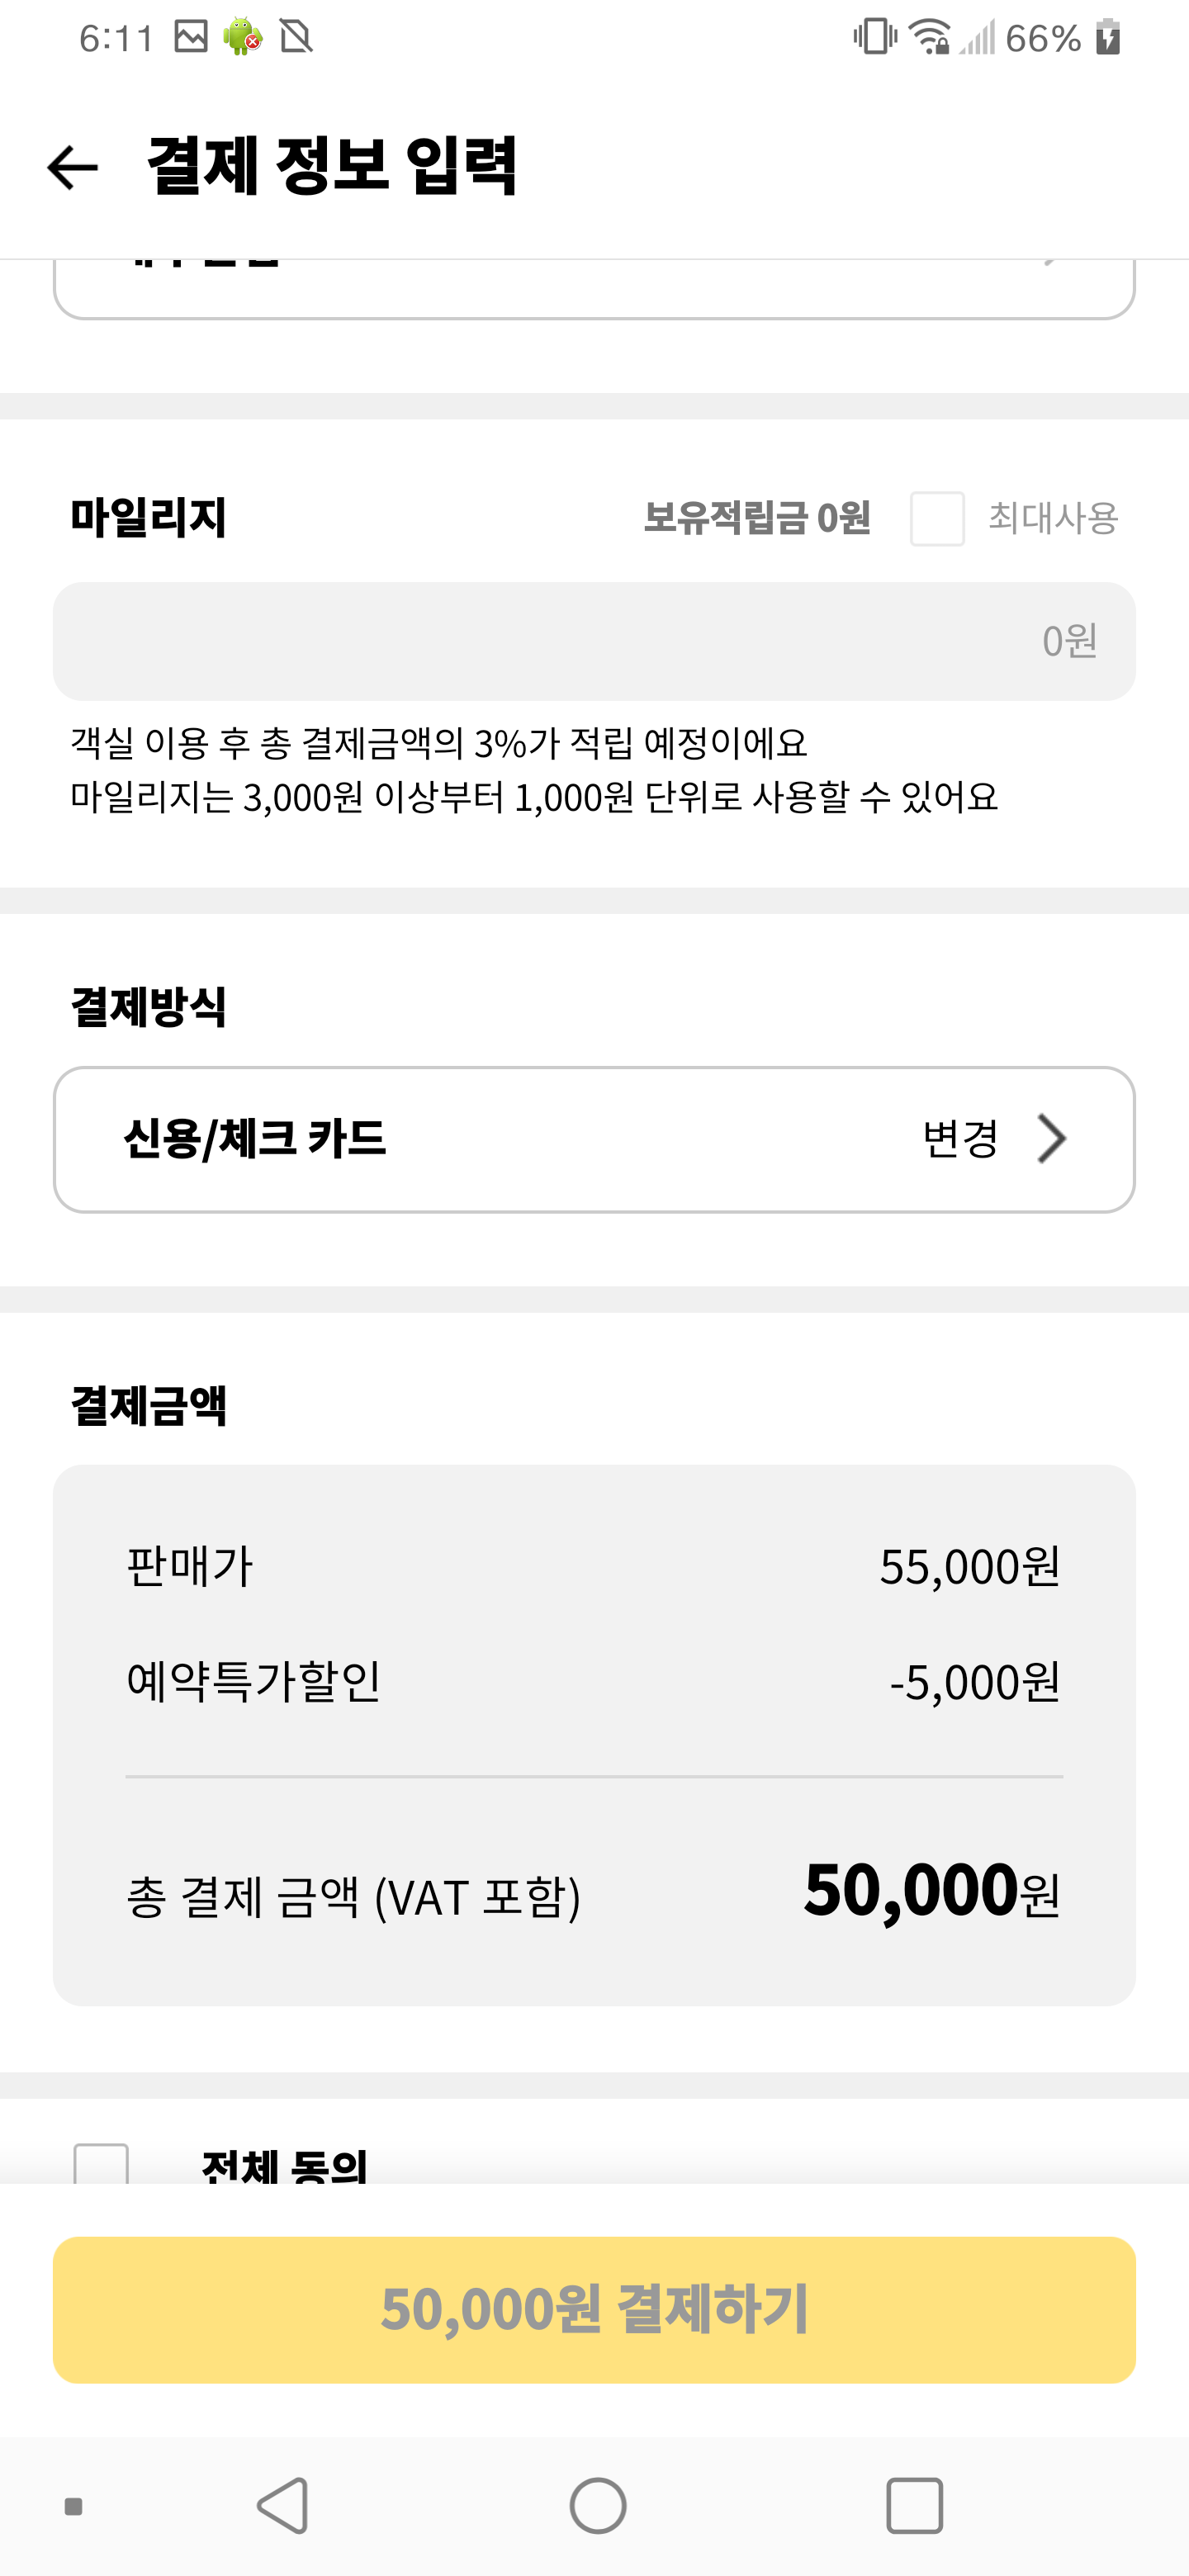 6:11 66%
결제 정보 입력
마일리지 보유적립금 0원 최대사용
0원
객실 이용 후 총 결제금액의 3%가 적립 예정이에요
마일리지는 3,000원 이상부터 1,000원 단위로 사용할 수 있어요
결제방식
신용/체크 카드 변경
결제금액
판매가 55,000원
예약특가할인 -5,000원
총 결제 금액 (VAT 포함) 50,000원
전체 동의
50,000원 결제하기